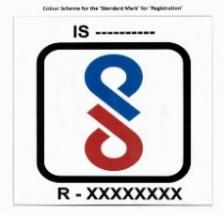 Colour Scheme for the 'Standard Mark' for 'Registration'
IS ----------
R - XXXXXXXX